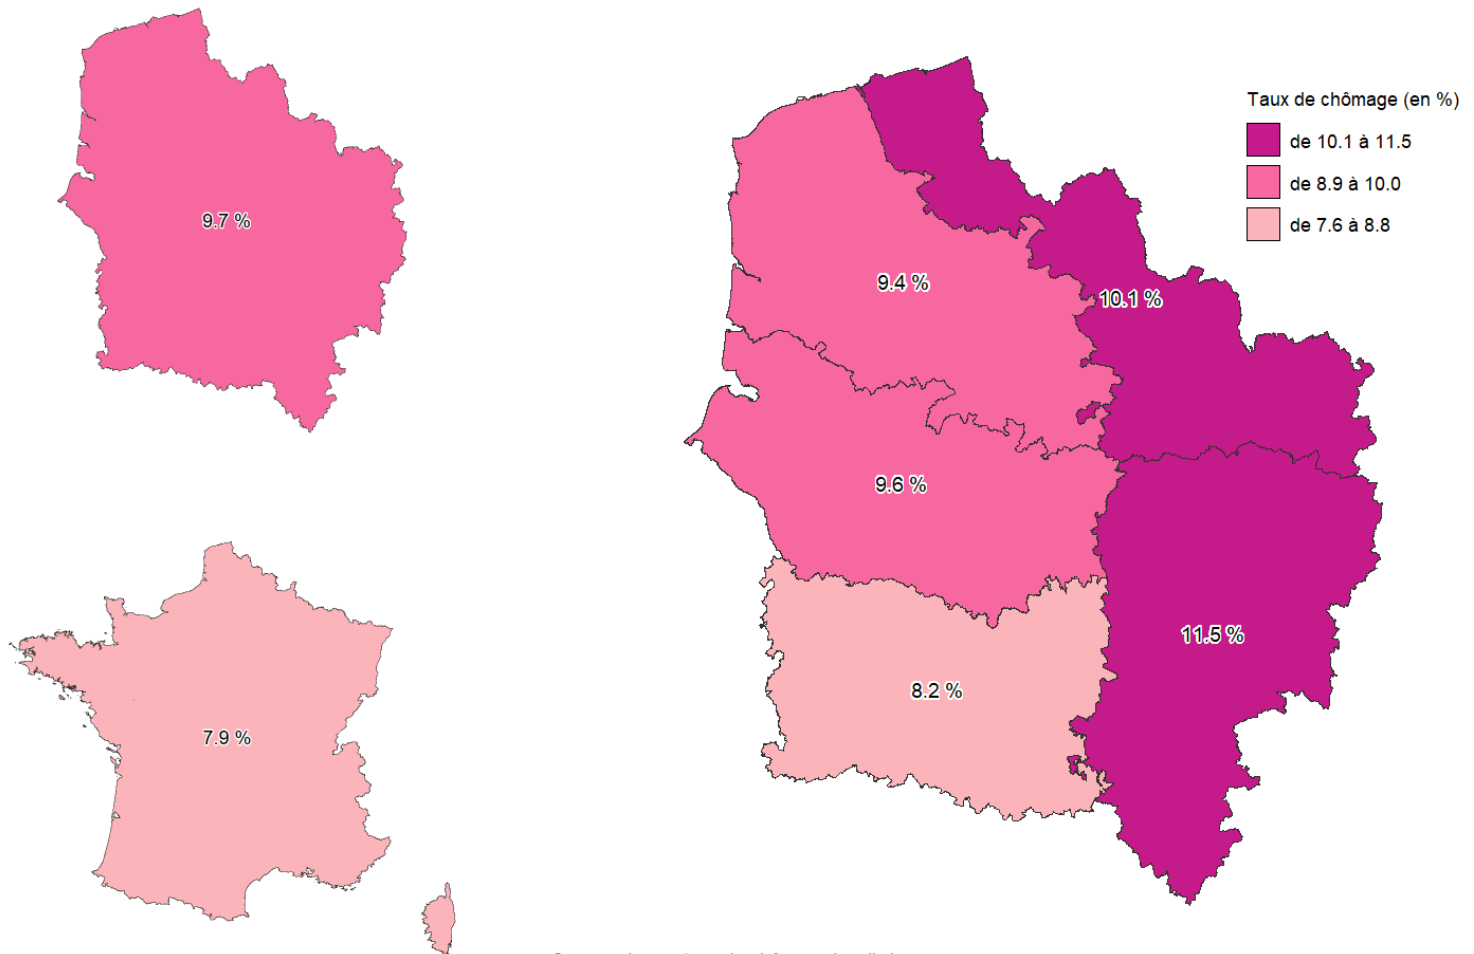 Taux de chômage (en %)
de 10.1 à 11.5
de 8.9 à 10.0
de 7.6 à 8.8
9.7 %
9.4 %
10.1 %
9.6 %
11.5 %
8.2 %
7.9 %